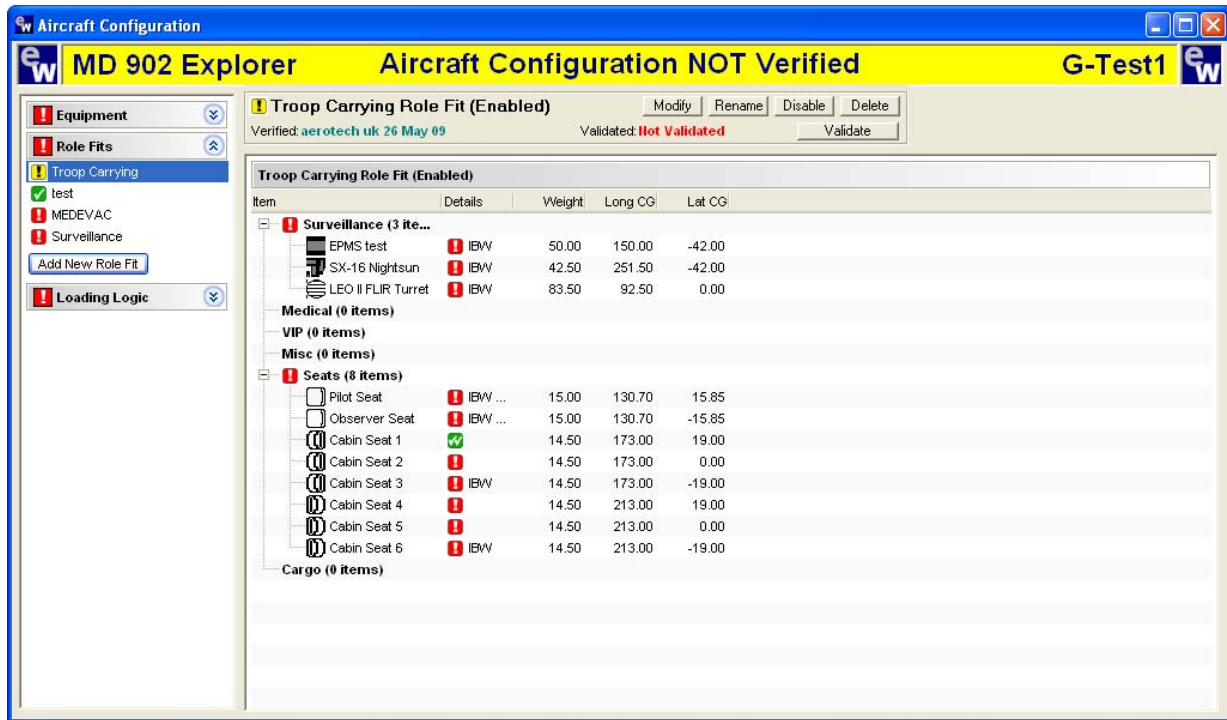 ew Aircraft Configuration
ew MD 902 Explorer Aircraft Configuration NOT Verified G-Test1 ew
Equipment
Role Fits
Troop Carrying
test
MEDEVAC
Surveillance
Add New Role Fit
Loading Logic
Troop Carrying Role Fit (Enabled) Modify Rename Disable Delete
Verified: aerotech uk 26 May 09 Validated: Not Validated Validate
Troop Carrying Role Fit (Enabled)
Item Details Weight Long CG Lat CG
Surveillance (3 ite...
EPMS test IBW 50.00 150.00 -42.00
SX-16 Nightsun IBW 42.50 251.50 -42.00
LEO II FLIR Turret IBW 83.50 92.50 0.00
Medical (0 items)
VIP (0 items)
Misc (0 items)
Seats (8 items)
Pilot Seat IBW ... 15.00 130.70 15.85
Observer Seat IBW ... 15.00 130.70 -15.85
Cabin Seat 1 14.50 173.00 19.00
Cabin Seat 2 14.50 173.00 0.00
Cabin Seat 3 IBW 14.50 173.00 -19.00
Cabin Seat 4 14.50 213.00 19.00
Cabin Seat 5 14.50 213.00 0.00
Cabin Seat 6 IBW 14.50 213.00 -19.00
Cargo (0 items)